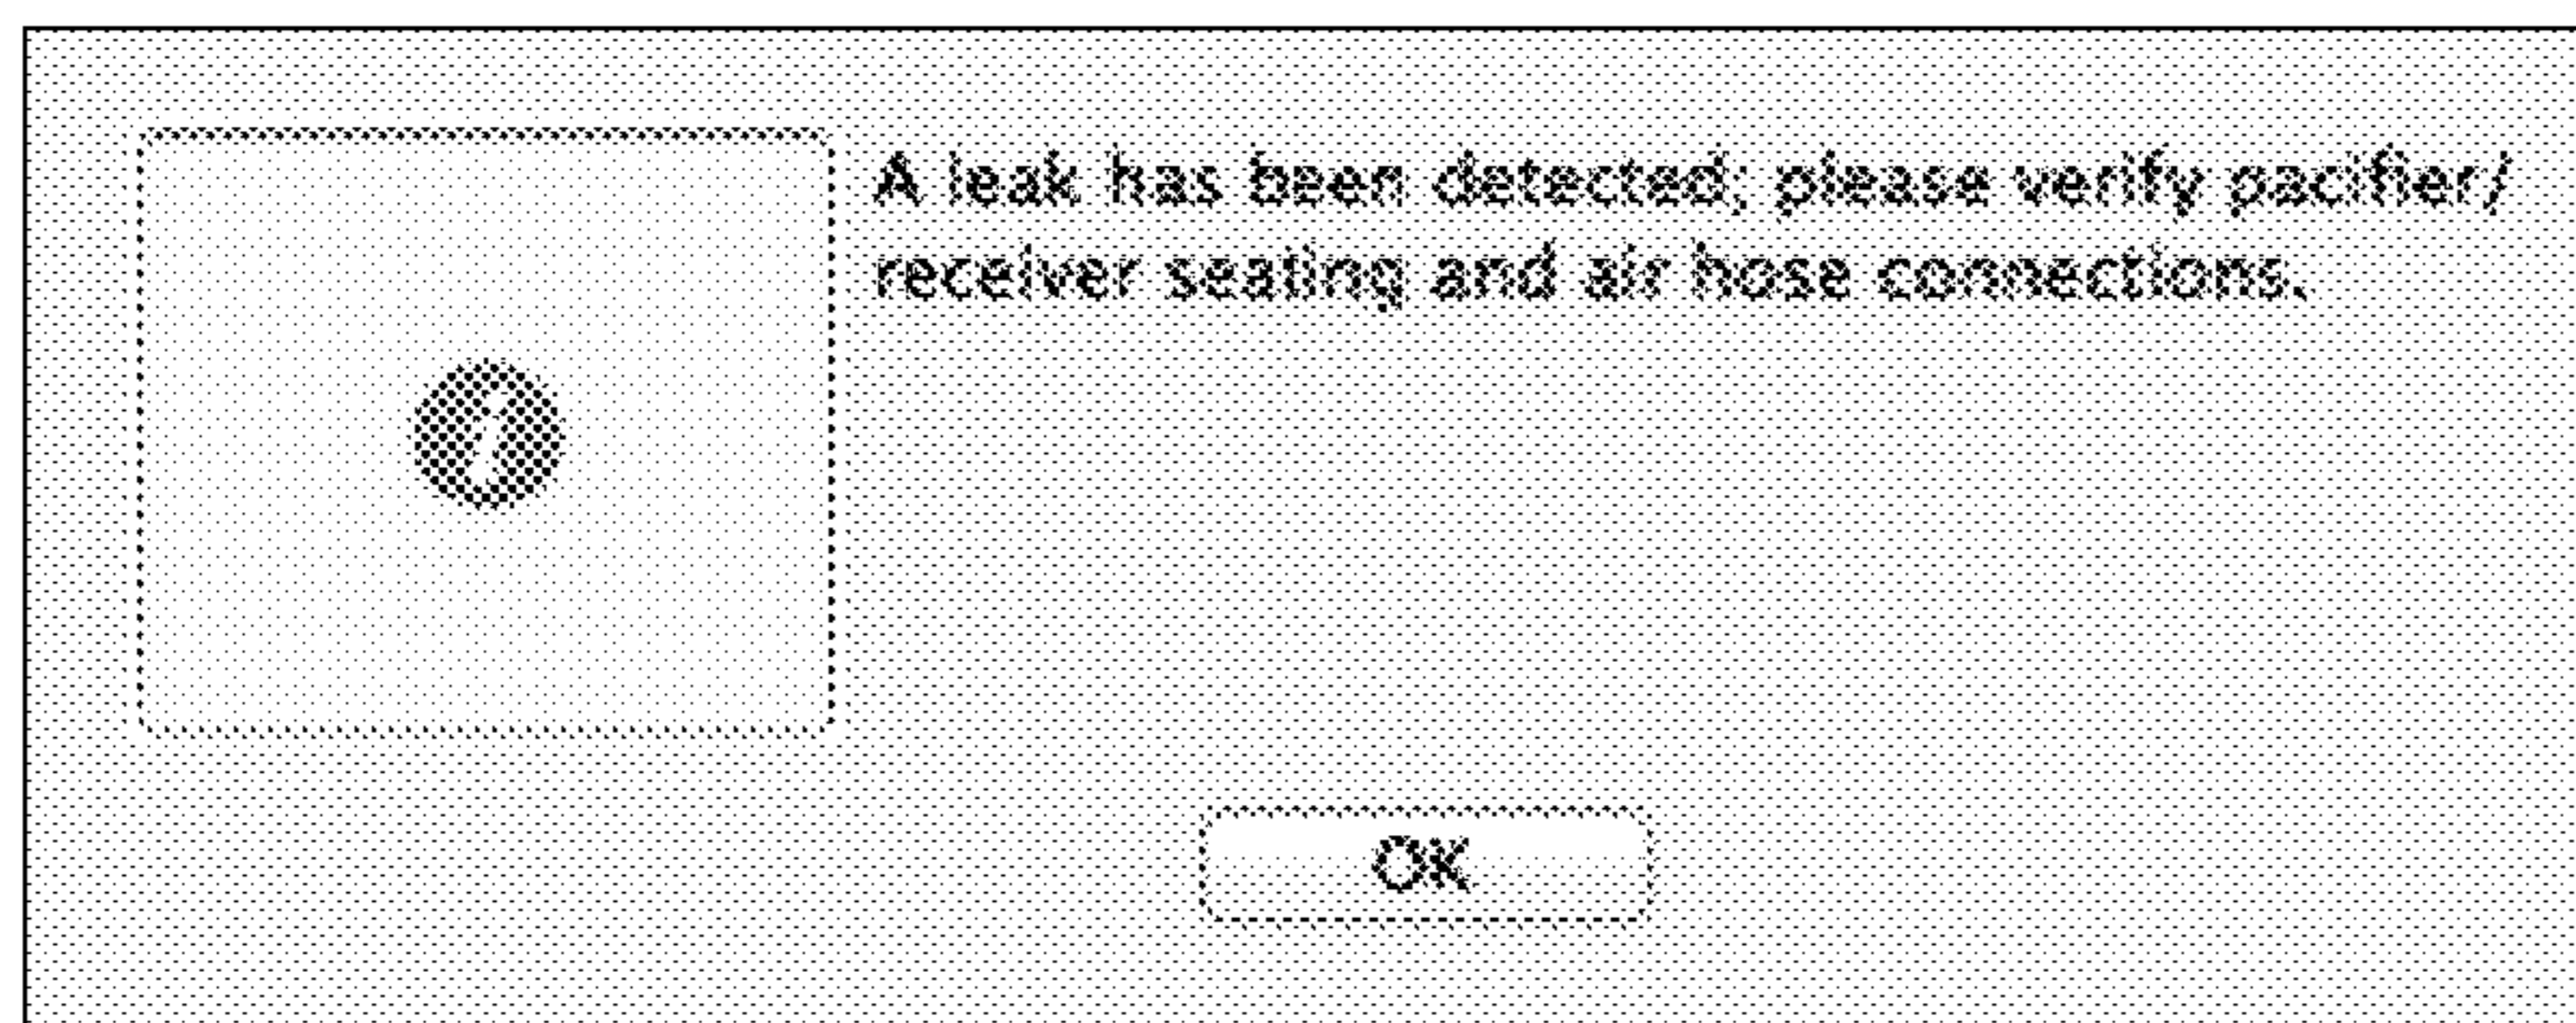 A leak has been detected; please verify pacifier/
receiver seating and air hose connections.
i
OK